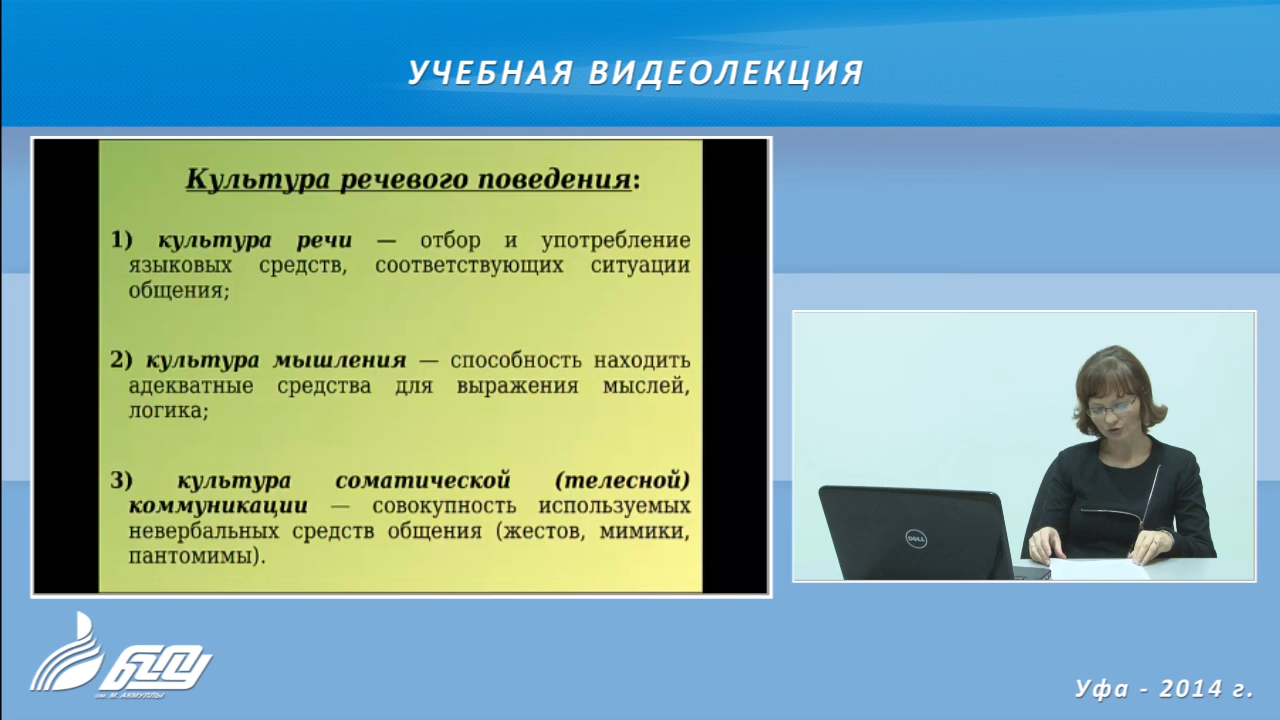 УЧЕБНАЯ ВИДЕОЛЕКЦИЯ
Культура речевого поведения:
1) культура речи — отбор и употребление
языковых средств, соответствующих ситуации
общения;
2) культура мышления — способность находить
адекватные средства для выражения мыслей,
логика;
3) культура соматической (телесной)
коммуникации — совокупность используемых
невербальных средств общения (жестов, мимики,
пантомимы).
DELL
БГПУ
им. М. АКМУЛЛЫ
Уфа - 2014 г.